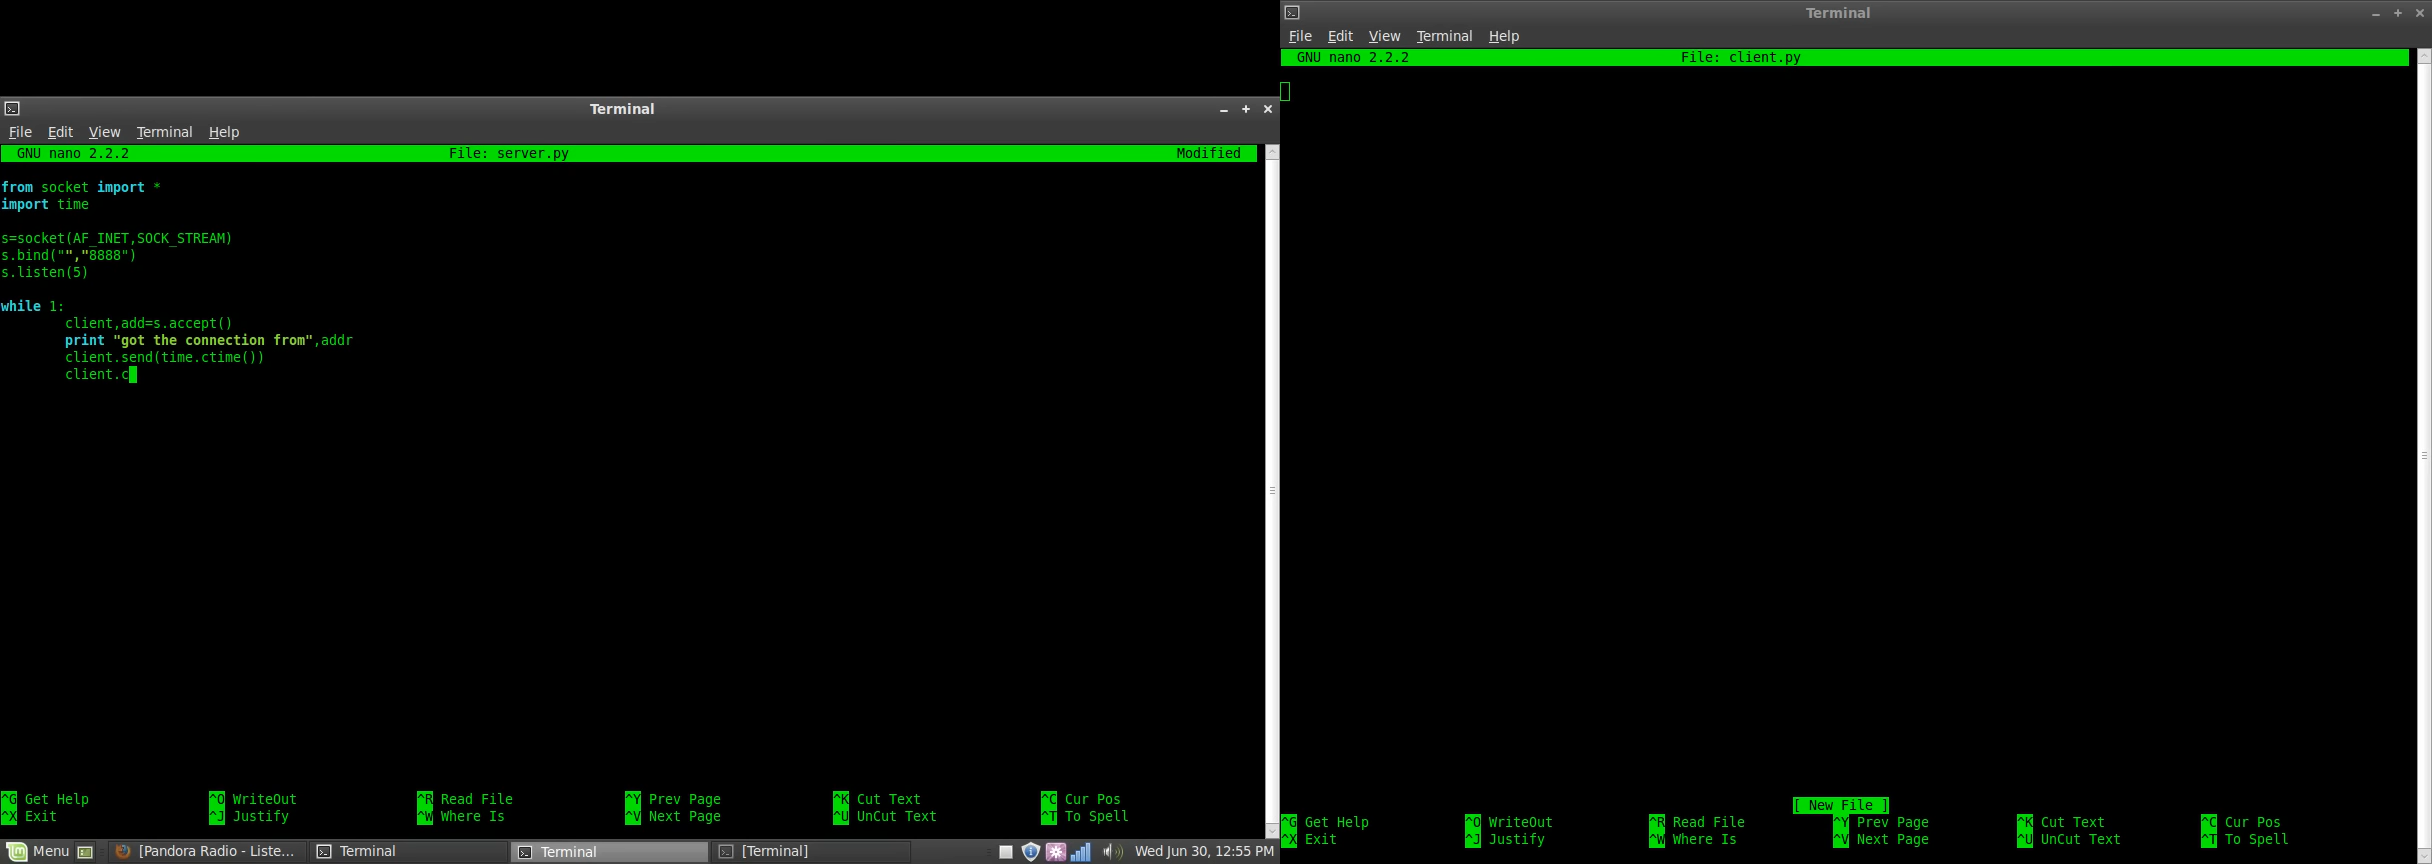 Terminal
File Edit View Terminal Help
GNU nano 2.2.2 File: server.py Modified
from socket import *
import time
s=socket(AF_INET,SOCK_STREAM)
s.bind("","8888")
s.listen(5)
while 1:
client,add=s.accept()
print "got the connection from",addr
client.send(time.ctime())
client.c
^G Get Help ^O WriteOut ^R Read File ^Y Prev Page ^K Cut Text ^C Cur Pos
^X Exit ^J Justify ^W Where Is ^V Next Page ^U UnCut Text ^T To Spell
Menu [Pandora Radio - Liste... Terminal Terminal [Terminal] Wed Jun 30, 12:55 PM
Terminal
File Edit View Terminal Help
GNU nano 2.2.2 File: client.py
[ New File ]
^G Get Help ^O WriteOut ^R Read File ^Y Prev Page ^K Cut Text ^C Cur Pos
^X Exit ^J Justify ^W Where Is ^V Next Page ^U UnCut Text ^T To Spell